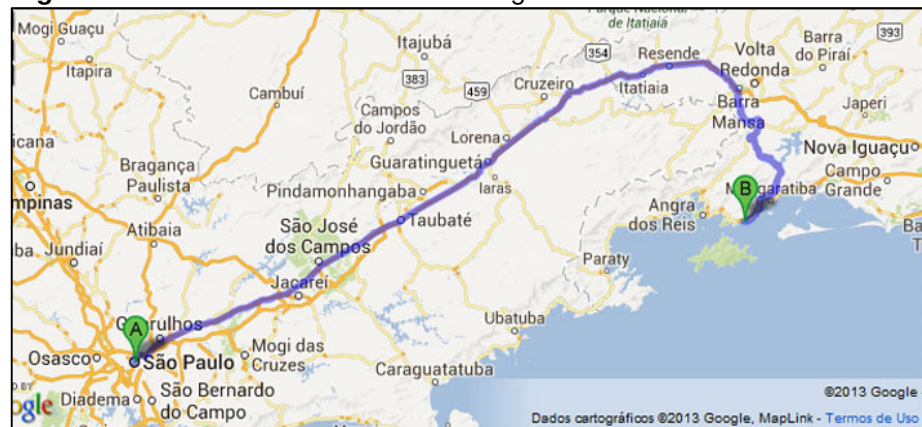 Mogi Guaçu
Itapira
Cambuí
Itajubá
383
459
354
393
Itatiaia
Resende
Volta
Redonda
Barra
do Piraí
Cruzeiro
Itatiaia
Barra
Mansa
Japeri
Campos
do Jordão
Lorena
Guaratinguetá
Nova Iguaçu
Bragança
Paulista
Pindamonhangaba
Campo
Grande
B
Angra
dos Reis
Atibaia
São José
dos Campos
Taubaté
Jundiaí
Jacareí
Paraty
A
Ubatuba
Osasco
São Paulo
Mogi das
Cruzes
Caraguatatuba
Diadema
São Bernardo
do Campo
©2013 Google
Dados cartográficos ©2013 Google, MapLink - Termos de Uso